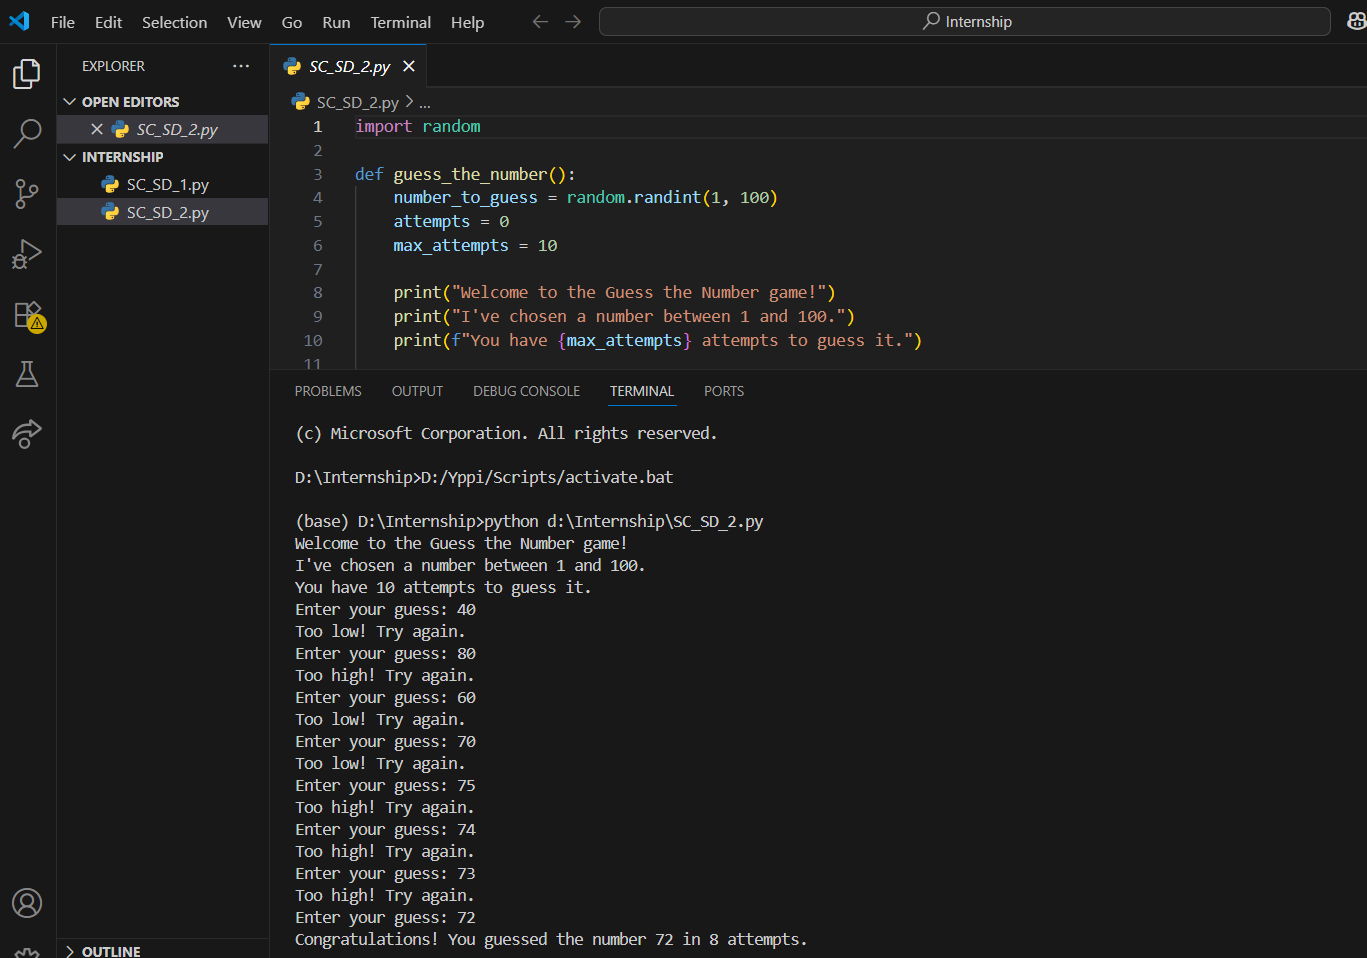 File Edit Selection View Go Run Terminal Help
Internship
EXPLORER
OPEN EDITORS
SC_SD_2.py
INTERNSHIP
SC_SD_1.py
SC_SD_2.py
OUTLINE
SC_SD_2.py
SC_SD_2.py > ...
1 import random
2
3 def guess_the_number():
4 number_to_guess = random.randint(1, 100)
5 attempts = 0
6 max_attempts = 10
7
8 print("Welcome to the Guess the Number game!")
9 print("I've chosen a number between 1 and 100.")
10 print(f"You have {max_attempts} attempts to guess it.")
11
PROBLEMS OUTPUT DEBUG CONSOLE TERMINAL PORTS
(c) Microsoft Corporation. All rights reserved.
D:\Internship>D:/Yppi/Scripts/activate.bat
(base) D:\Internship>python d:\Internship\SC_SD_2.py
Welcome to the Guess the Number game!
I've chosen a number between 1 and 100.
You have 10 attempts to guess it.
Enter your guess: 40
Too low! Try again.
Enter your guess: 80
Too high! Try again.
Enter your guess: 60
Too low! Try again.
Enter your guess: 70
Too low! Try again.
Enter your guess: 75
Too high! Try again.
Enter your guess: 74
Too high! Try again.
Enter your guess: 73
Too high! Try again.
Enter your guess: 72
Congratulations! You guessed the number 72 in 8 attempts.